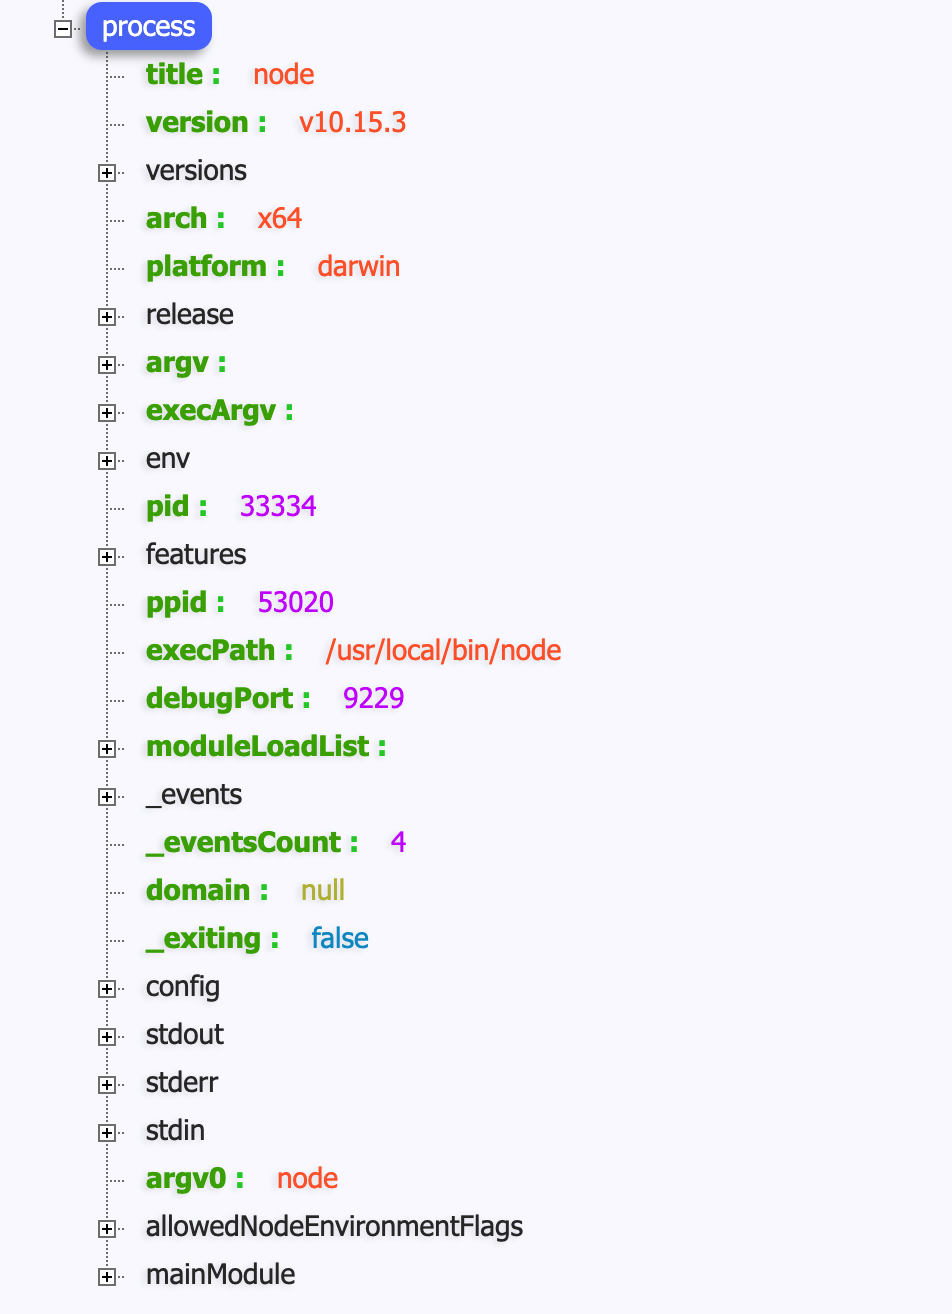 process
title : node
version : v10.15.3
versions
arch : x64
platform : darwin
release
argv :
execArgv :
env
pid : 33334
features
ppid : 53020
execPath : /usr/local/bin/node
debugPort : 9229
moduleLoadList :
_events
_eventsCount : 4
domain : null
_exiting : false
config
stdout
stderr
stdin
argv0 : node
allowedNodeEnvironmentFlags
mainModule